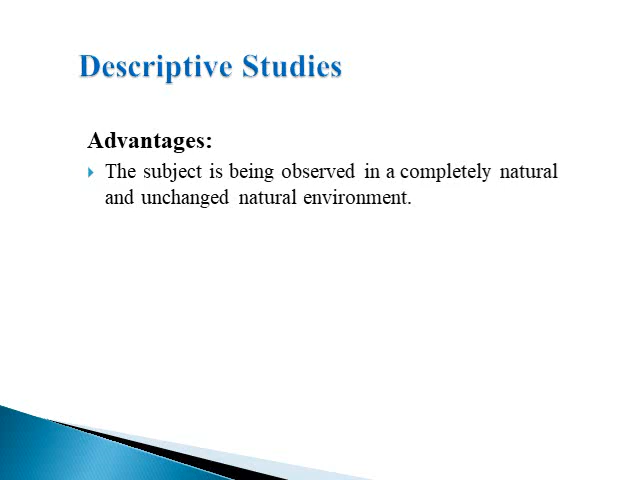 Descriptive Studies
Advantages:
The subject is being observed in a completely natural
and unchanged natural environment.